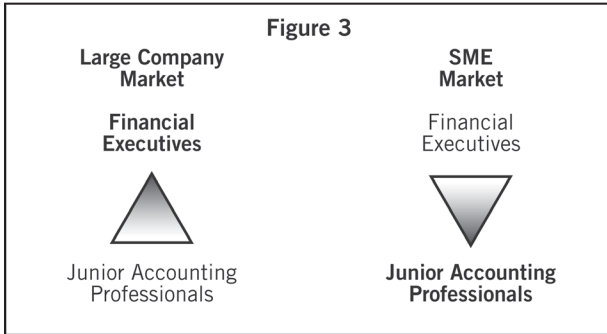 Figure 3
Large Company
Market
Financial
Executives
Junior Accounting
Professionals
SME
Market
Financial
Executives
Junior Accounting
Professionals